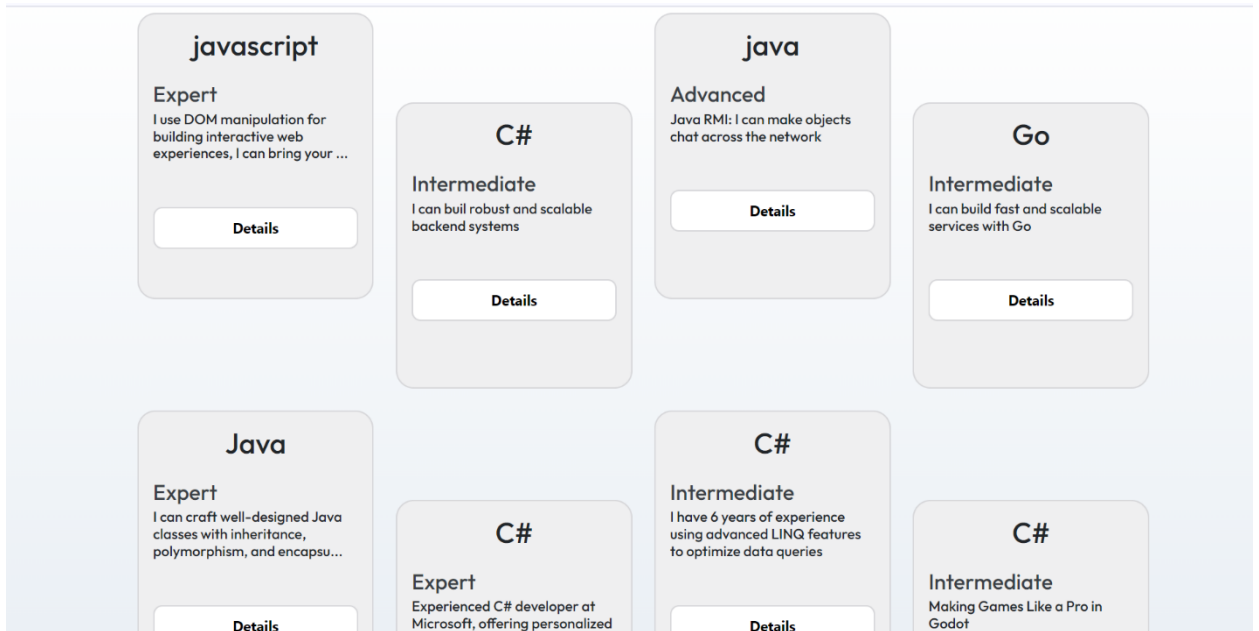 javascript
Expert
I use DOM manipulation for
building interactive web
experiences, I can bring your ...
Details
C#
Intermediate
I can buil robust and scalable
backend systems
Details
java
Advanced
Java RMI: I can make objects
chat across the network
Details
Go
Intermediate
I can build fast and scalable
services with Go
Details
Java
Expert
I can craft well-designed Java
classes with inheritance,
polymorphism, and encapsu...
Details
C#
Expert
Experienced C# developer at
Microsoft, offering personalized
C#
Intermediate
I have 6 years of experience
using advanced LINQ features
to optimize data queries
Details
C#
Intermediate
Making Games Like a Pro in
Godot